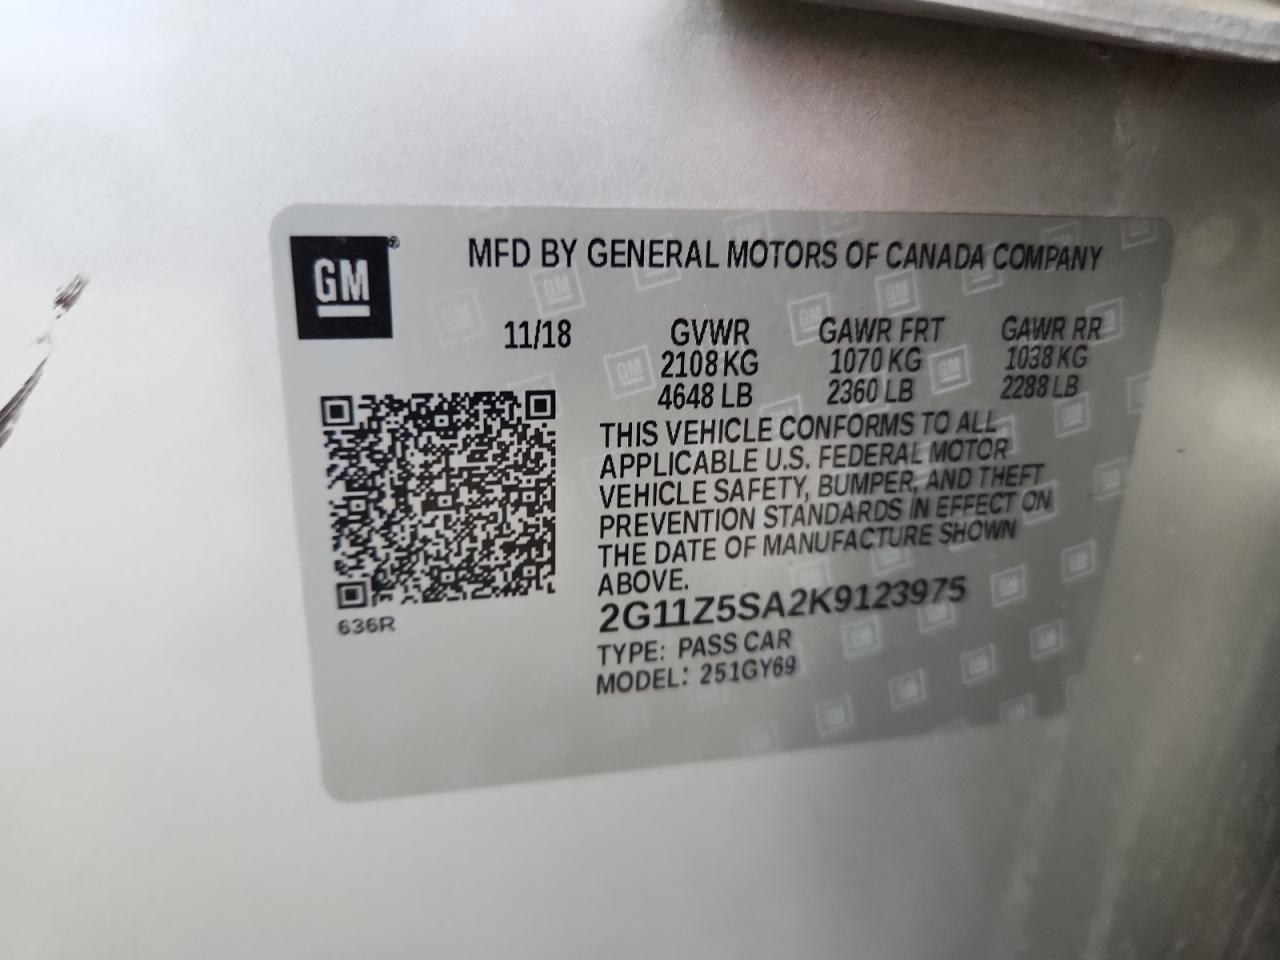 GM® MFD BY GENERAL MOTORS OF CANADA COMPANY
11/18 GVWR GAWR FRT GAWR RR
2108 KG 1070 KG 1038 KG
4648 LB 2360 LB 2288 LB
THIS VEHICLE CONFORMS TO ALL
APPLICABLE U.S. FEDERAL MOTOR
VEHICLE SAFETY, BUMPER, AND THEFT
PREVENTION STANDARDS IN EFFECT ON
THE DATE OF MANUFACTURE SHOWN
ABOVE.
2G11Z5SA2K9123975
636R
TYPE: PASS CAR
MODEL: 251GY69